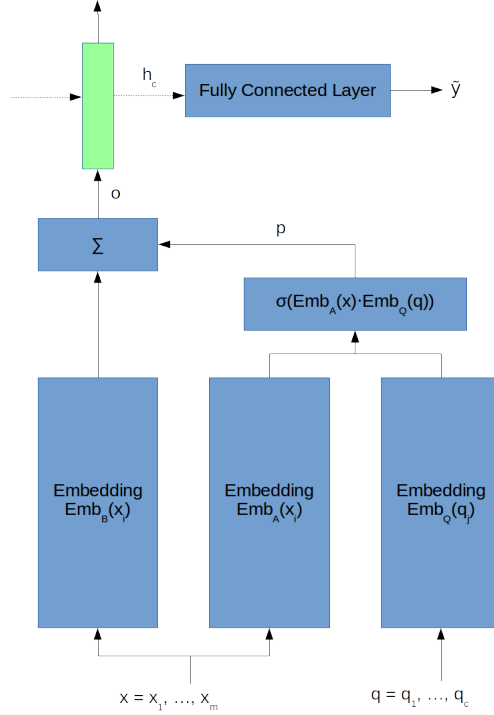 h_c
Fully Connected Layer
ỹ
o
∑
p
σ(Emb_A(x)·Emb_Q(q))
Embedding
Emb_B(x_i)
Embedding
Emb_A(x_i)
Embedding
Emb_Q(q_j)
x = x_1, ..., x_m
q = q_1, ..., q_c